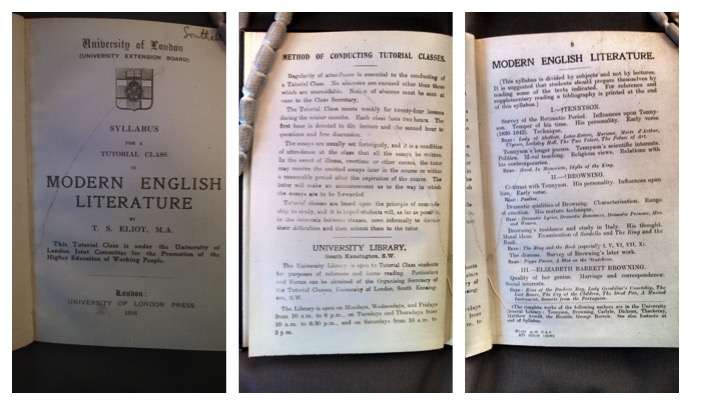 Southal
University of London
(UNIVERSITY EXTENSION BOARD)
SYLLABUS
FOR A
TUTORIAL CLASS
IN
MODERN ENGLISH
LITERATURE
BY
T. S. ELIOT. M.A.
This Tutorial Class is under the University of
London Joint Committee for the Promotion of the
Higher Education of Working People.
London:
UNIVERSITY OF LONDON PRESS
1916
METHOD OF CONDUCTING TUTORIAL CLASSES.
Regularity of attendance is essential to the conducting of
a Tutorial Class. No absences are excused other than those
which are unavoidable. Notice of absence must be sent at
once to the Class Secretary.
The Tutorial Class meets weekly for twenty-four lessons
during the winter months. Each class lasts two hours. The
first hour is devoted to the lecture and the second hour to
questions and free discussion.
The essays are usually set fortnightly, and it is a condition
of attendance at the class that all the essays be written.
In the event of illness, overtime or other causes, the tutor
may receive the omitted essays later in the course or within
a reasonable period after the expiration of the course. The
tutor will make an announcement as to the way in which
the essays are to be forwarded.
Tutorial classes are based upon the principle of
study, and it is hoped students will, as far as possible,
in the intervals between classes, meet informally to discuss
their difficulties and then submit them to the tutor.
UNIVERSITY LIBRARY,
South Kensington, S.W.
The University Library is open to Tutorial Class students
for purposes of reference and home reading. Particulars
and Forms can be obtained of the Organising Secretary of
the Tutorial Classes, University of London, South Kensing-
ton, S.W.
The Library is open on Mondays, Wednesdays, and Fridays
from 10 a.m. to 6 p.m., on Tuesdays and Thursdays from
10 a.m. to 6.30 p.m., and on Saturdays from 10 a.m. to
5 p.m.
MODERN ENGLISH LITERATURE.
(This syllabus is divided by subjects and not by lectures.
It is suggested that students should prepare themselves by
reading some of the texts indicated. For reference and
supplementary reading a bibliography is printed at the end
of this syllabus.)
I.—†TENNYSON.
Survey of the Romantic Period. Influences upon Tenny-
son. Temper of his time. His personality. Early verse
(1830-1842): Technique.
READ: Lady of Shallott, Lotos-Eaters, Mariana, Morte d'Arthur,
Ulysses, Locksley Hall, The Two Voices, The Palace of Art.
Tennyson's longer poems. Tennyson's scientific interests.
Politics. Moral teaching. Religious views. Relations with
his contemporaries.
READ: Maud, In Memoriam, Idylls of the King.
II.—†BROWNING.
Contrast with Tennyson. His personality. Influences upon
him. Early verse.
READ: Pauline.
Dramatic qualities of Browning. Characterisation. Range
of emotion. His mature technique.
READ: Dramatic Lyrics, Dramatic Romances, Dramatis Personae, Men
and Women.
Browning's residence and study in Italy. His thought.
Moral ideas. Examination of Sordello and The Ring and the
Book.
READ: The Ring and the Book (especially I, V, VI, VII, X).
The dramas. Survey of Browning's later work.
READ: Pippa Passes, A Blot on the 'Scutcheon.
III.—ELIZABETH BARRETT BROWNING.
Quality of her genius. Marriage and correspondence.
Social interests.
READ: Lady Geraldine's Courtship, The
Lost Bower, The Cry of the Children, The Dead Pan, A Musical
Instrument, Sonnets from the Portuguese.
†The complete works of the following authors are in the University
General Library: Tennyson, Browning, Carlyle, Dickens, Thackeray,
Matthew Arnold, the Brontës, George Borrow. See also footnote at
end of Syllabus.